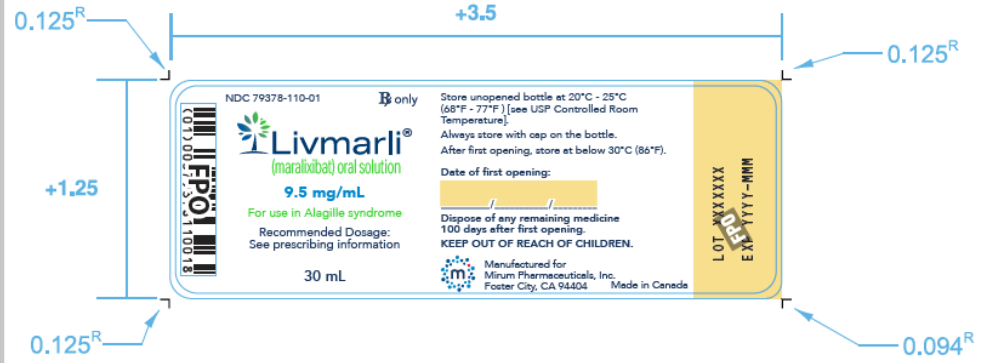 +3.5
0.125R
0.125R
+1.25
FPO
NDC 79378-110-01
Rx only
Livmarli®
(maralixibat) oral solution
9.5 mg/mL
For use in Alagille syndrome
Recommended Dosage:
See prescribing information
30 mL
Store unopened bottle at 20°C - 25°C
(68°F - 77°F ) [see USP Controlled Room
Temperature].
Always store with cap on the bottle.
After first opening, store at below 30°C (86°F).
Date of first opening:
______/______/______
Dispose of any remaining medicine
100 days after first opening.
KEEP OUT OF REACH OF CHILDREN.
m
Manufactured for
Mirum Pharmaceuticals, Inc.
Foster City, CA 94404
Made in Canada
LOT XXXXXXX
EXP YYYY-MMM
FPO
0.125R
0.094R